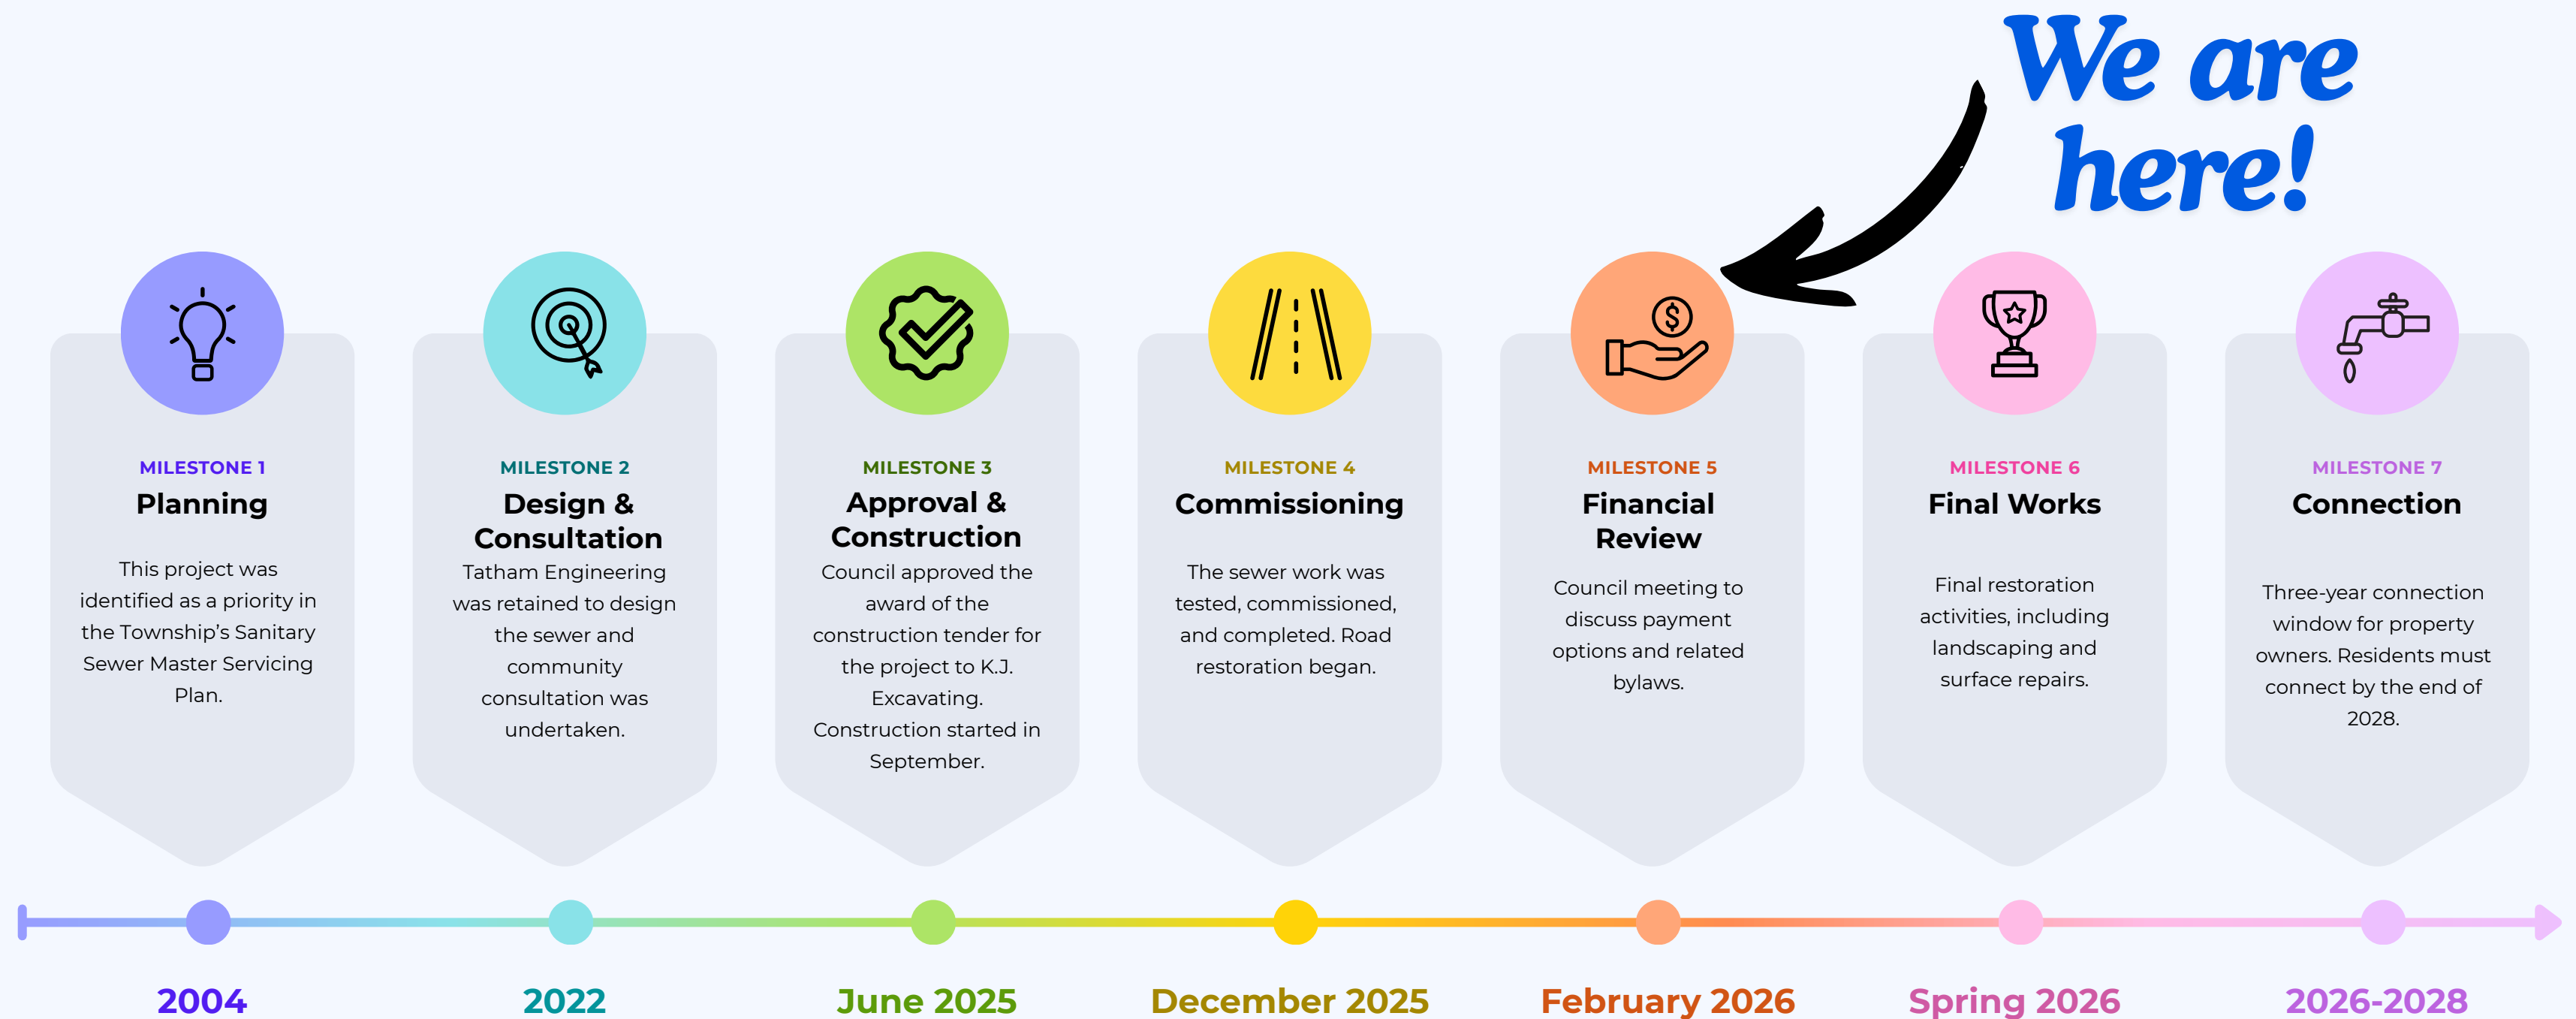 We are
here!
MILESTONE 1
Planning
This project was
identified as a priority in
the Township’s Sanitary
Sewer Master Servicing
Plan.
MILESTONE 2
Design &
Consultation
Tatham Engineering
was retained to design
the sewer and
community
consultation was
undertaken.
MILESTONE 3
Approval &
Construction
Council approved the
award of the
construction tender for
the project to K.J.
Excavating.
Construction started in
September.
MILESTONE 4
Commissioning
The sewer work was
tested, commissioned,
and completed. Road
restoration began.
MILESTONE 5
Financial
Review
Council meeting to
discuss payment
options and related
bylaws.
MILESTONE 6
Final Works
Final restoration
activities, including
landscaping and
surface repairs.
MILESTONE 7
Connection
Three-year connection
window for property
owners. Residents must
connect by the end of
2028.
2004
2022
June 2025
December 2025
February 2026
Spring 2026
2026-2028